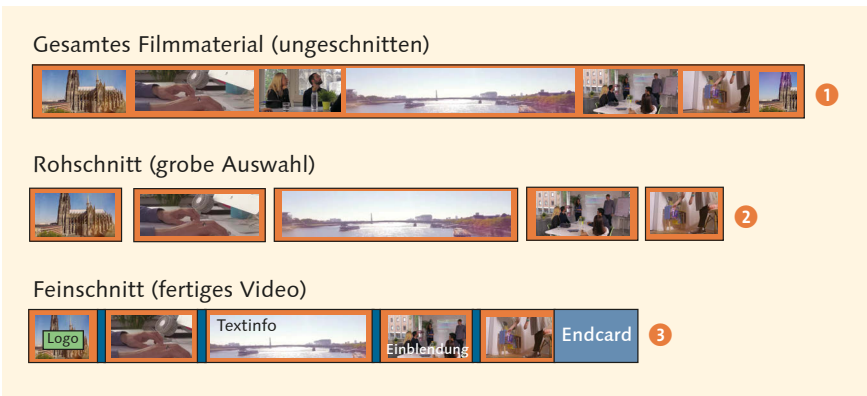 Gesamtes Filmmaterial (ungeschnitten)
1
Rohschnitt (grobe Auswahl)
2
Feinschnitt (fertiges Video)
Logo
Textinfo
Einblendung
Endcard
3